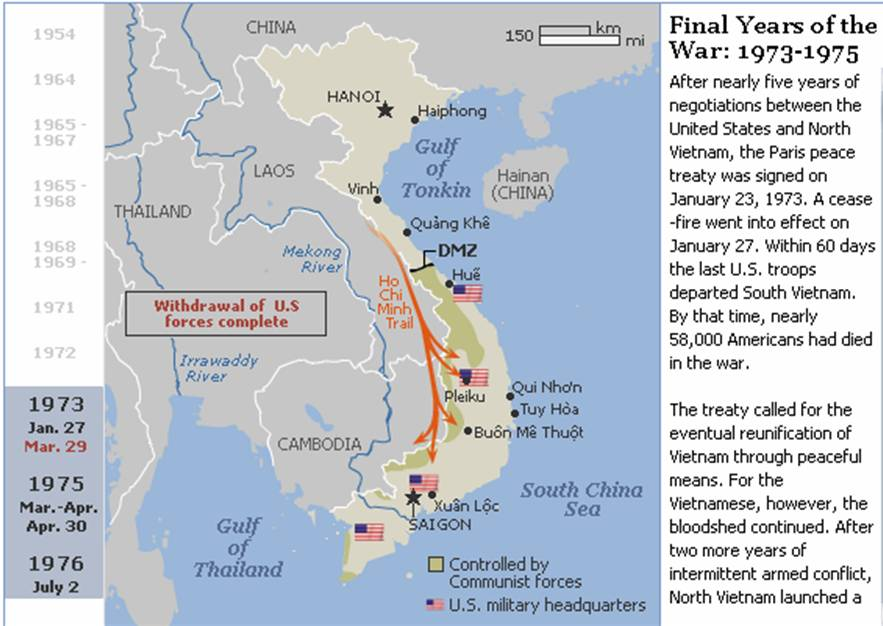 1954
1964
1965 -
1967
1965 -
1968
1968
1969 -
1971
1972
1973
Jan. 27
Mar. 29
1975
Mar.-Apr.
Apr. 30
1976
July 2
CHINA
150 km
mi
HANOI
Haiphong
Gulf
of
Tonkin
LAOS
Hainan
(CHINA)
Vinh
THAILAND
Quảng Khê
Mekong
River
DMZ
Huế
Ho
Chi
Minh
Trail
Withdrawal of U.S
forces complete
Irrawaddy
River
Pleiku
Qui Nhơn
Tuy Hòa
Buôn Mê Thuột
CAMBODIA
South China
Sea
Xuân Lộc
SAIGON
Gulf
of
Thailand
Controlled by
Communist forces
U.S. military headquarters
Final Years of the
War: 1973-1975
After nearly five years of
negotiations between the
United States and North
Vietnam, the Paris peace
treaty was signed on
January 23, 1973. A cease
-fire went into effect on
January 27. Within 60 days
the last U.S. troops
departed South Vietnam.
By that time, nearly
58,000 Americans had died
in the war.
The treaty called for the
eventual reunification of
Vietnam through peaceful
means. For the
Vietnamese, however, the
bloodshed continued. After
two more years of
intermittent armed conflict,
North Vietnam launched a